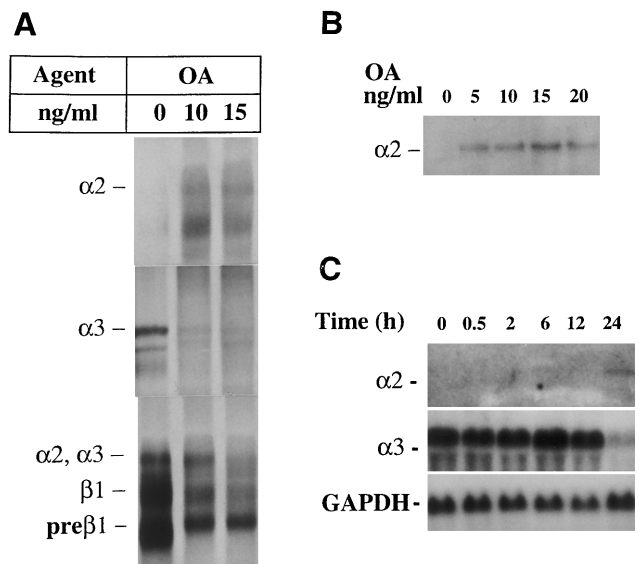 A
Agent OA
ng/ml 0 10 15
α2 –
α3 –
α2, α3 –
β1 –
preβ1 –
B
OA
ng/ml 0 5 10 15 20
α2 –
C
Time (h) 0 0.5 2 6 12 24
α2 -
α3 -
GAPDH-